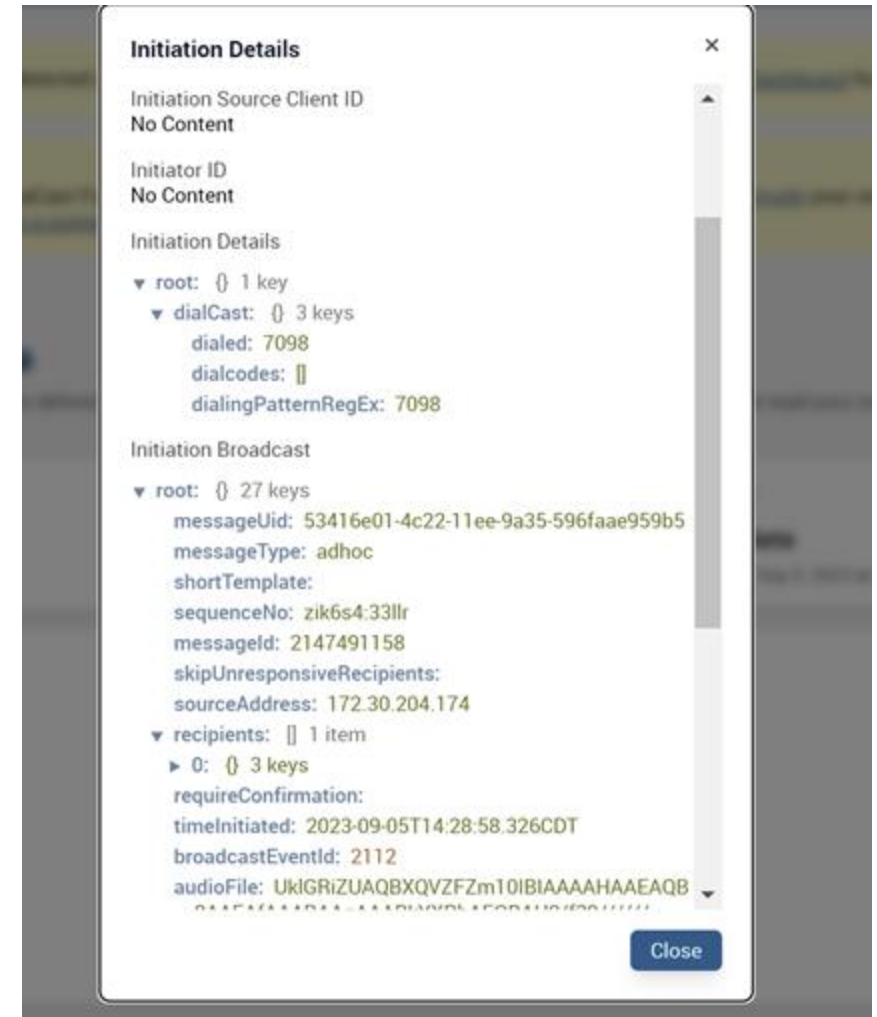 Initiation Details
×
Initiation Source Client ID
No Content
Initiator ID
No Content
Initiation Details
▼ root: {} 1 key
▼ dialCast: {} 3 keys
dialed: 7098
dialcodes: []
dialingPatternRegEx: 7098
Initiation Broadcast
▼ root: {} 27 keys
messageUid: 53416e01-4c22-11ee-9a35-596faae959b5
messageType: adhoc
shortTemplate:
sequenceNo: zik6s4:33llr
messageId: 2147491158
skipUnresponsiveRecipients:
sourceAddress: 172.30.204.174
▼ recipients: [] 1 item
▶ 0: {} 3 keys
requireConfirmation:
timeInitiated: 2023-09-05T14:28:58.326CDT
broadcastEventId: 2112
audioFile: UklGRiZUAQBXQVZFZm10IBIAAAAHAAEAQB
Close